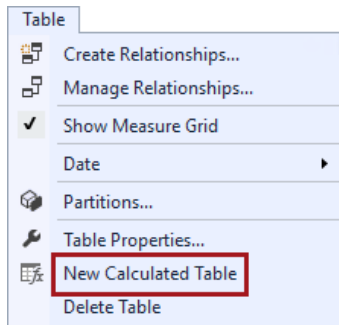 Table
Create Relationships...
Manage Relationships...
Show Measure Grid
Date
Partitions...
Table Properties...
New Calculated Table
Delete Table